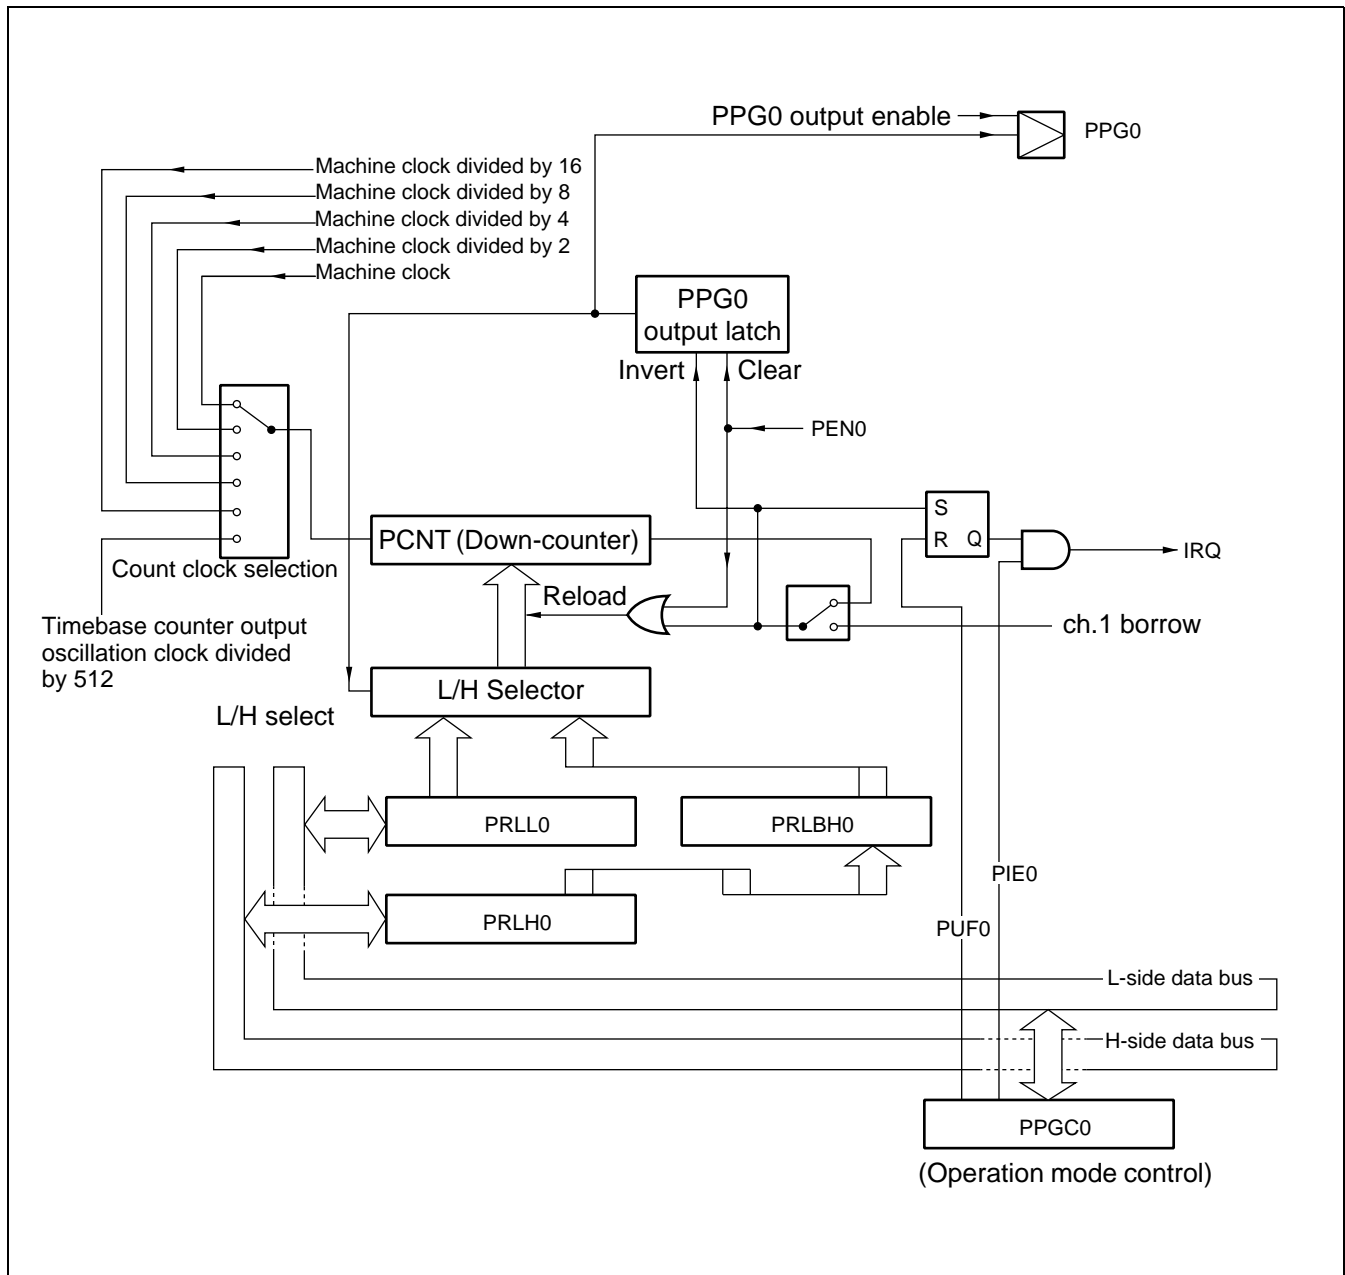 PPG0 output enable
PPG0
Machine clock divided by 16
Machine clock divided by 8
Machine clock divided by 4
Machine clock divided by 2
Machine clock
PPG0
output latch
Invert
Clear
PEN0
S
R Q
IRQ
PCNT (Down-counter)
Count clock selection
Reload
Timebase counter output
oscillation clock divided
by 512
ch.1 borrow
L/H Selector
L/H select
PRLL0
PRLBH0
PIE0
PRLH0
PUF0
L-side data bus
H-side data bus
PPGC0
(Operation mode control)